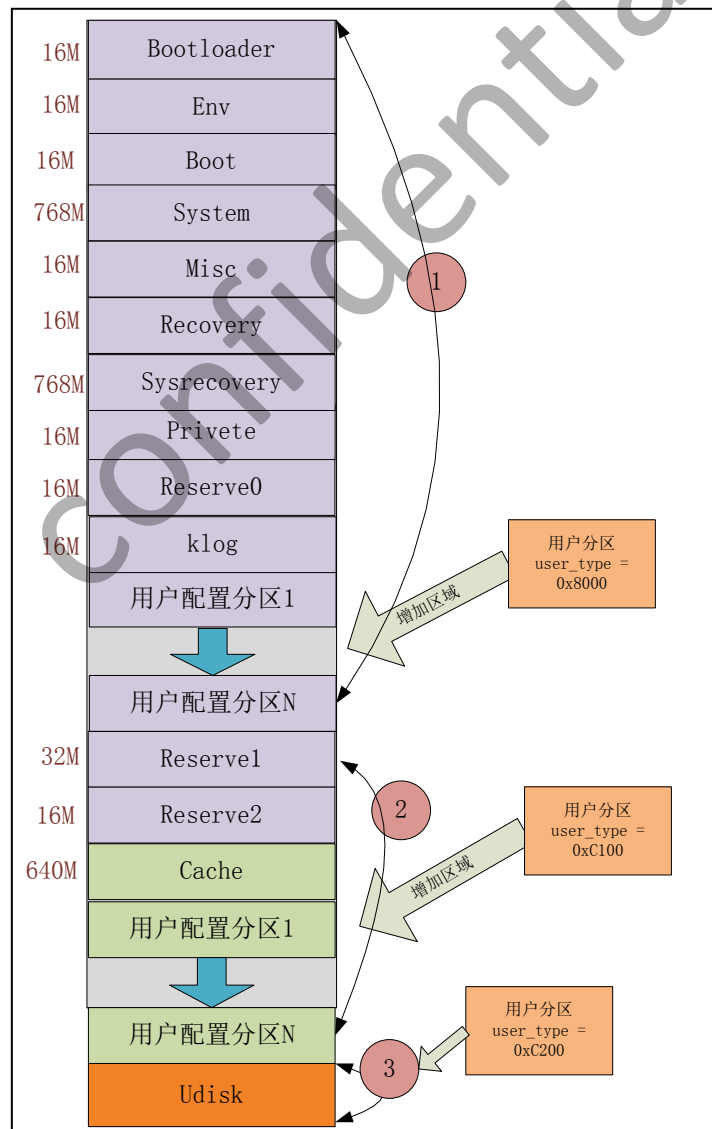 16M Bootloader
16M Env
16M Boot
768M System
16M Misc
16M Recovery
768M Sysrecovery
16M Privete
16M Reserve0
16M klog
用户配置分区1
用户配置分区N
32M Reserve1
16M Reserve2
640M Cache
用户配置分区1
用户配置分区N
Udisk
1
用户分区
user_type =
0x8000
增加区域
2
用户分区
user_type =
0xC100
增加区域
3
用户分区
user_type =
0xC200
confidential